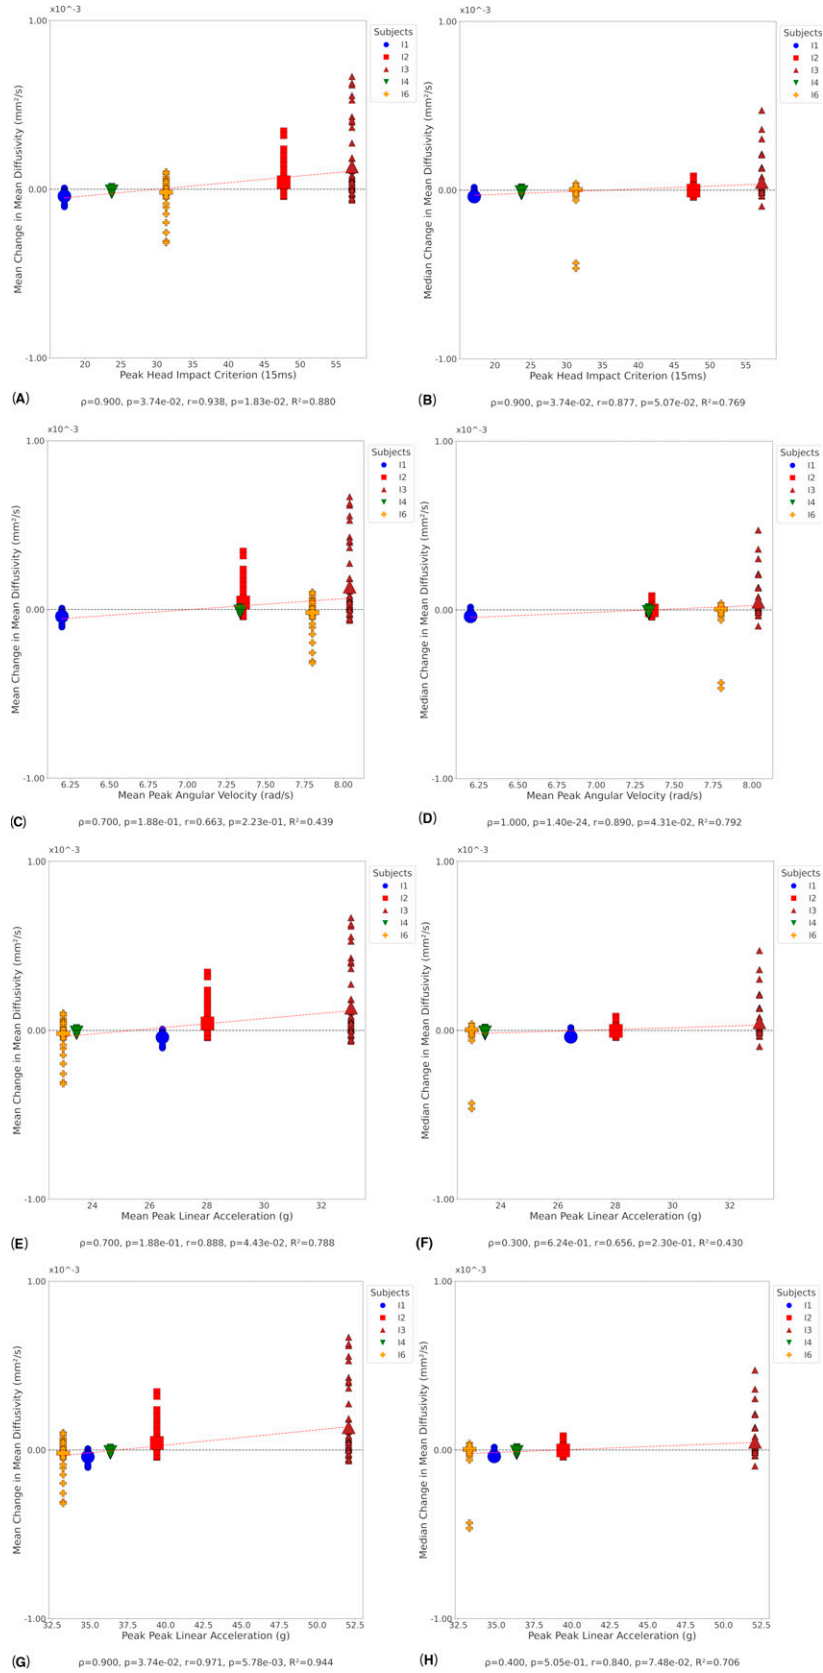 ×10^-3
1.00
0.00
-1.00
Mean Change in Mean Diffusivity (mm²/s)
20 25 30 35 40 45 50 55
Peak Head Impact Criterion (15ms)
Subjects
I1
I2
I3
I4
I6
(A)
ρ=0.900, p=3.74e-02, r=0.938, p=1.83e-02, R²=0.880
×10^-3
1.00
0.00
-1.00
Median Change in Mean Diffusivity (mm²/s)
20 25 30 35 40 45 50 55
Peak Head Impact Criterion (15ms)
Subjects
I1
I2
I3
I4
I6
(B)
ρ=0.900, p=3.74e-02, r=0.877, p=5.07e-02, R²=0.769
×10^-3
1.00
0.00
-1.00
Mean Change in Mean Diffusivity (mm²/s)
6.25 6.50 6.75 7.00 7.25 7.50 7.75 8.00
Mean Peak Angular Velocity (rad/s)
Subjects
I1
I2
I3
I4
I6
(C)
ρ=0.700, p=1.88e-01, r=0.663, p=2.23e-01, R²=0.439
×10^-3
1.00
0.00
-1.00
Median Change in Mean Diffusivity (mm²/s)
6.25 6.50 6.75 7.00 7.25 7.50 7.75 8.00
Mean Peak Angular Velocity (rad/s)
Subjects
I1
I2
I3
I4
I6
(D)
ρ=1.000, p=1.40e-24, r=0.890, p=4.31e-02, R²=0.792
×10^-3
1.00
0.00
-1.00
Mean Change in Mean Diffusivity (mm²/s)
24 26 28 30 32
Mean Peak Linear Acceleration (g)
Subjects
I1
I2
I3
I4
I6
(E)
ρ=0.700, p=1.88e-01, r=0.888, p=4.43e-02, R²=0.788
×10^-3
1.00
0.00
-1.00
Median Change in Mean Diffusivity (mm²/s)
24 26 28 30 32
Mean Peak Linear Acceleration (g)
Subjects
I1
I2
I3
I4
I6
(F)
ρ=0.300, p=6.24e-01, r=0.656, p=2.30e-01, R²=0.430
×10^-3
1.00
0.00
-1.00
Mean Change in Mean Diffusivity (mm²/s)
32.5 35.0 37.5 40.0 42.5 45.0 47.5 50.0 52.5
Peak Peak Linear Acceleration (g)
Subjects
I1
I2
I3
I4
I6
(G)
ρ=0.900, p=3.74e-02, r=0.971, p=5.78e-03, R²=0.944
×10^-3
1.00
0.00
-1.00
Median Change in Mean Diffusivity (mm²/s)
32.5 35.0 37.5 40.0 42.5 45.0 47.5 50.0 52.5
Peak Peak Linear Acceleration (g)
Subjects
I1
I2
I3
I4
I6
(H)
ρ=0.400, p=5.05e-01, r=0.840, p=7.48e-02, R²=0.706